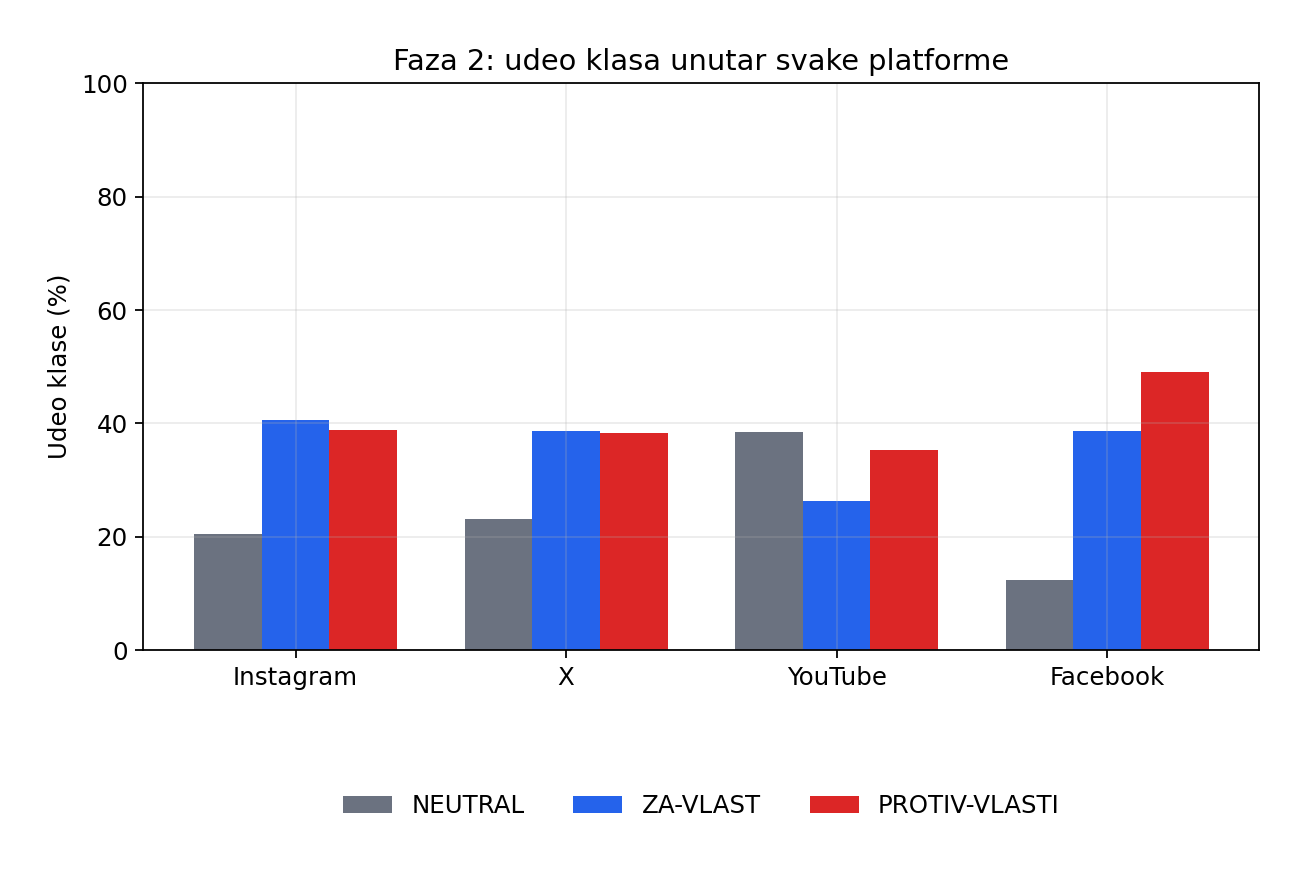 Faza 2: udeo klasa unutar svake platforme
Udeo klase (%)
100
80
60
40
20
0
Instagram X YouTube Facebook
NEUTRAL ZA-VLAST PROTIV-VLASTI